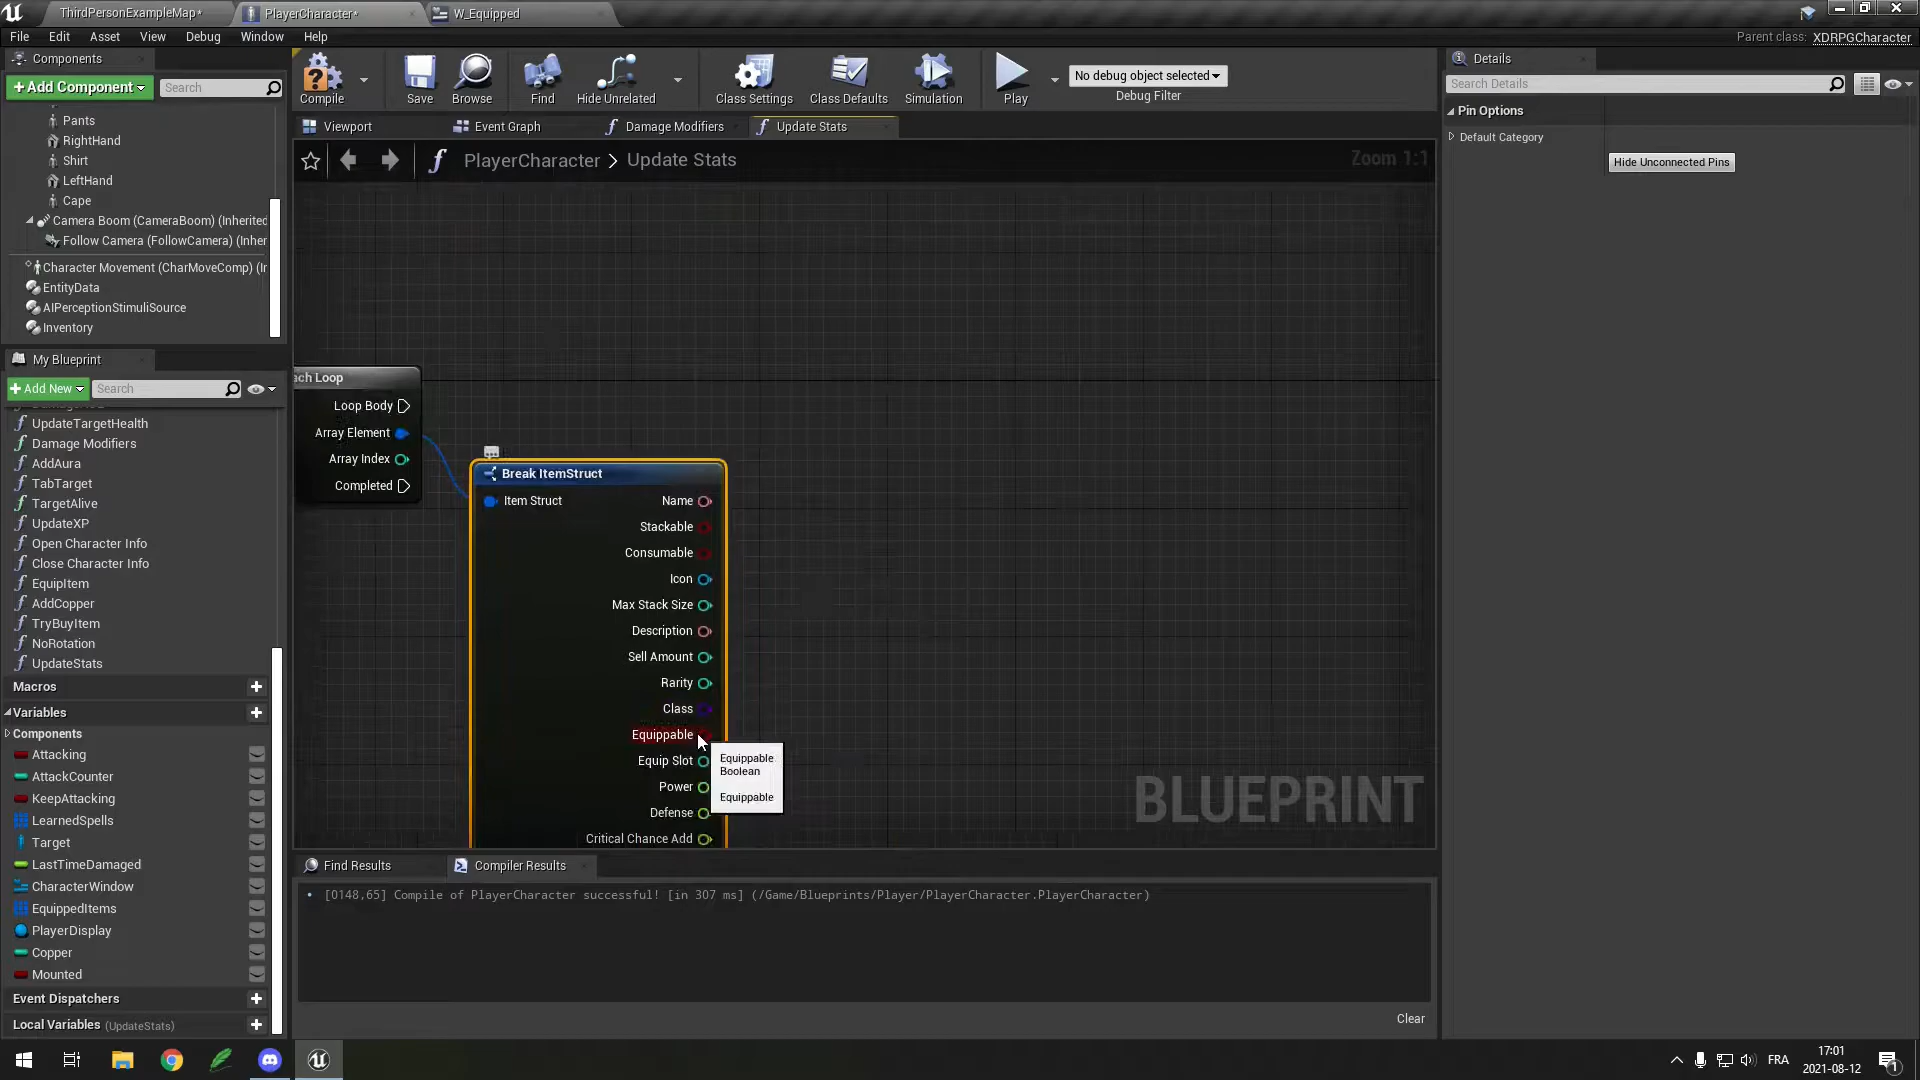 ThirdPersonExampleMap*
PlayerCharacter*
W_Equipped
File Edit Asset View Debug Window Help
Parent class: XDRPGCharacter
Components
+Add Component
Search
Pants
RightHand
Shirt
LeftHand
Cape
Camera Boom (CameraBoom) (Inherited
Follow Camera (FollowCamera) (Inher
Character Movement (CharMoveComp) (Ir
EntityData
AIPerceptionStimuliSource
Inventory
My Blueprint
+Add New
Search
UpdateTargetHealth
Damage Modifiers
AddAura
TabTarget
TargetAlive
UpdateXP
Open Character Info
Close Character Info
EquipItem
AddCopper
TryBuyItem
NoRotation
UpdateStats
Macros
Variables
Components
Attacking
AttackCounter
KeepAttacking
LearnedSpells
Target
LastTimeDamaged
CharacterWindow
EquippedItems
PlayerDisplay
Copper
Mounted
Event Dispatchers
Local Variables (UpdateStats)
Compile
Save
Browse
Find
Hide Unrelated
Class Settings
Class Defaults
Simulation
Play
No debug object selected
Debug Filter
Viewport
Event Graph
Damage Modifiers
Update Stats
PlayerCharacter > Update Stats
Zoom 1:1
ach Loop
Loop Body
Array Element
Array Index
Completed
Break ItemStruct
Item Struct
Name
Stackable
Consumable
Icon
Max Stack Size
Description
Sell Amount
Rarity
Class
Equippable
Equip Slot
Power
Defense
Critical Chance Add
Equippable
Boolean
Equippable
BLUEPRINT
Find Results
Compiler Results
[0148,65] Compile of PlayerCharacter successful! [in 307 ms] (/Game/Blueprints/Player/PlayerCharacter.PlayerCharacter)
Clear
Details
Search Details
Pin Options
Default Category
Hide Unconnected Pins
FRA
17:01
2021-08-12
1